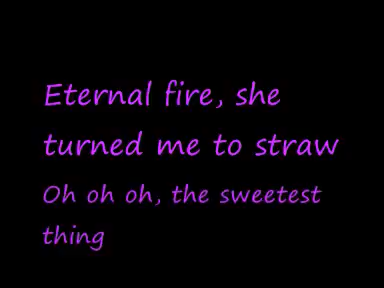 Eternal fire, she
turned me to straw
Oh oh oh, the sweetest
thing